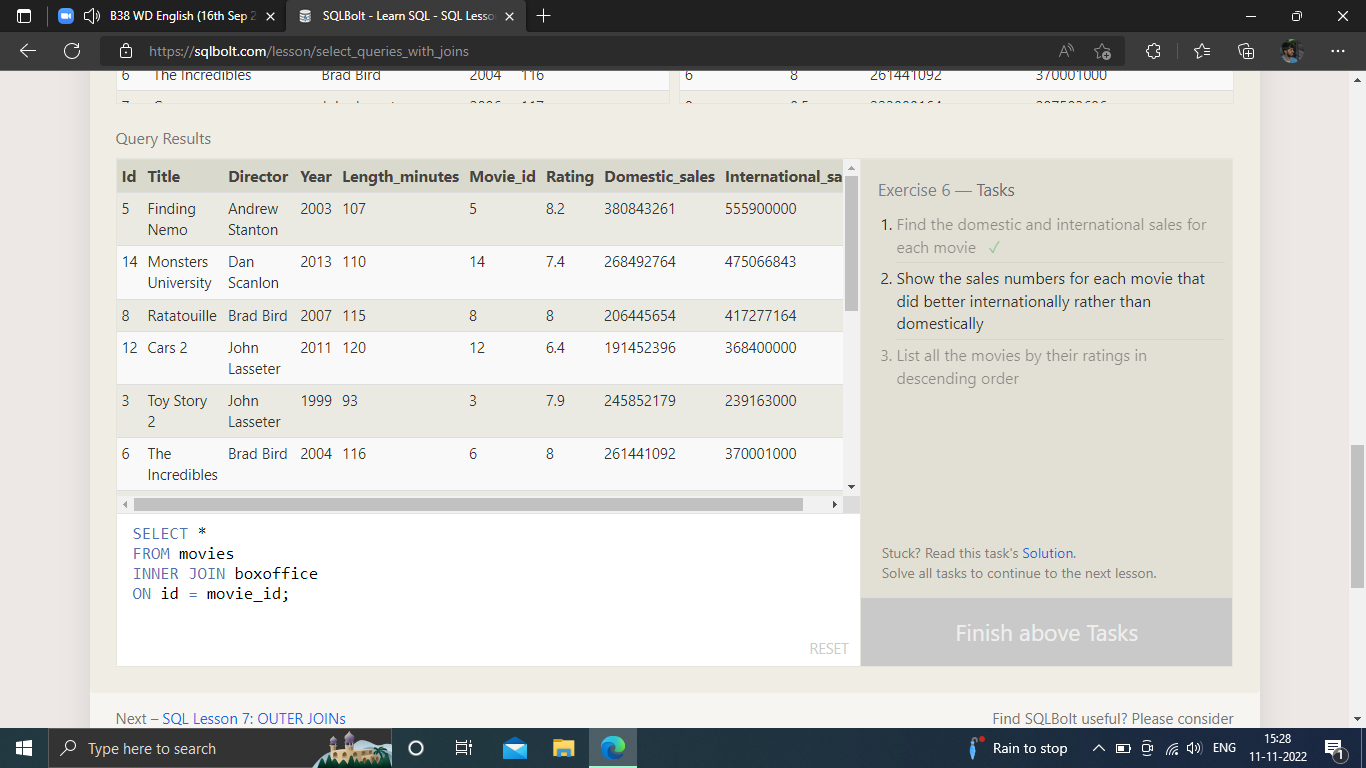 B38 WD English (16th Sep 2
SQLBolt - Learn SQL - SQL Lesso
https://sqlbolt.com/lesson/select_queries_with_joins
6 The Incredibles Brad Bird 2004 116
6 8 261441092 370001000
Query Results
Id Title Director Year Length_minutes Movie_id Rating Domestic_sales International_sa
5 Finding Nemo Andrew Stanton 2003 107 5 8.2 380843261 555900000
14 Monsters University Dan Scanlon 2013 110 14 7.4 268492764 475066843
8 Ratatouille Brad Bird 2007 115 8 8 206445654 417277164
12 Cars 2 John Lasseter 2011 120 12 6.4 191452396 368400000
3 Toy Story 2 John Lasseter 1999 93 3 7.9 245852179 239163000
6 The Incredibles Brad Bird 2004 116 6 8 261441092 370001000
Exercise 6 — Tasks
1. Find the domestic and international sales for
each movie ✓
2. Show the sales numbers for each movie that
did better internationally rather than
domestically
3. List all the movies by their ratings in
descending order
SELECT *
FROM movies
INNER JOIN boxoffice
ON id = movie_id;
RESET
Stuck? Read this task's Solution.
Solve all tasks to continue to the next lesson.
Finish above Tasks
Next – SQL Lesson 7: OUTER JOINs
Find SQLBolt useful? Please consider
Type here to search
Rain to stop
ENG
15:28
11-11-2022
1